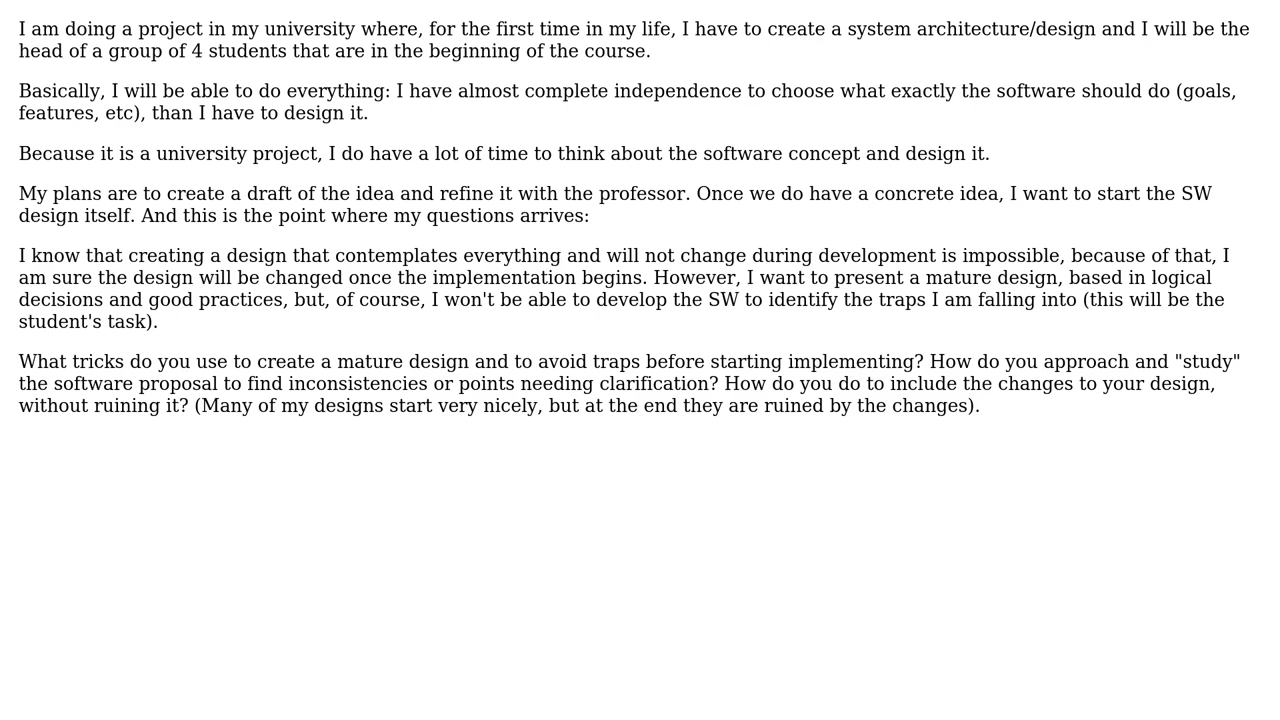 I am doing a project in my university where, for the first time in my life, I have to create a system architecture/design and I will be the
head of a group of 4 students that are in the beginning of the course.
Basically, I will be able to do everything: I have almost complete independence to choose what exactly the software should do (goals,
features, etc), than I have to design it.
Because it is a university project, I do have a lot of time to think about the software concept and design it.
My plans are to create a draft of the idea and refine it with the professor. Once we do have a concrete idea, I want to start the SW
design itself. And this is the point where my questions arrives:
I know that creating a design that contemplates everything and will not change during development is impossible, because of that, I
am sure the design will be changed once the implementation begins. However, I want to present a mature design, based in logical
decisions and good practices, but, of course, I won't be able to develop the SW to identify the traps I am falling into (this will be the
student's task).
What tricks do you use to create a mature design and to avoid traps before starting implementing? How do you approach and "study"
the software proposal to find inconsistencies or points needing clarification? How do you do to include the changes to your design,
without ruining it? (Many of my designs start very nicely, but at the end they are ruined by the changes).